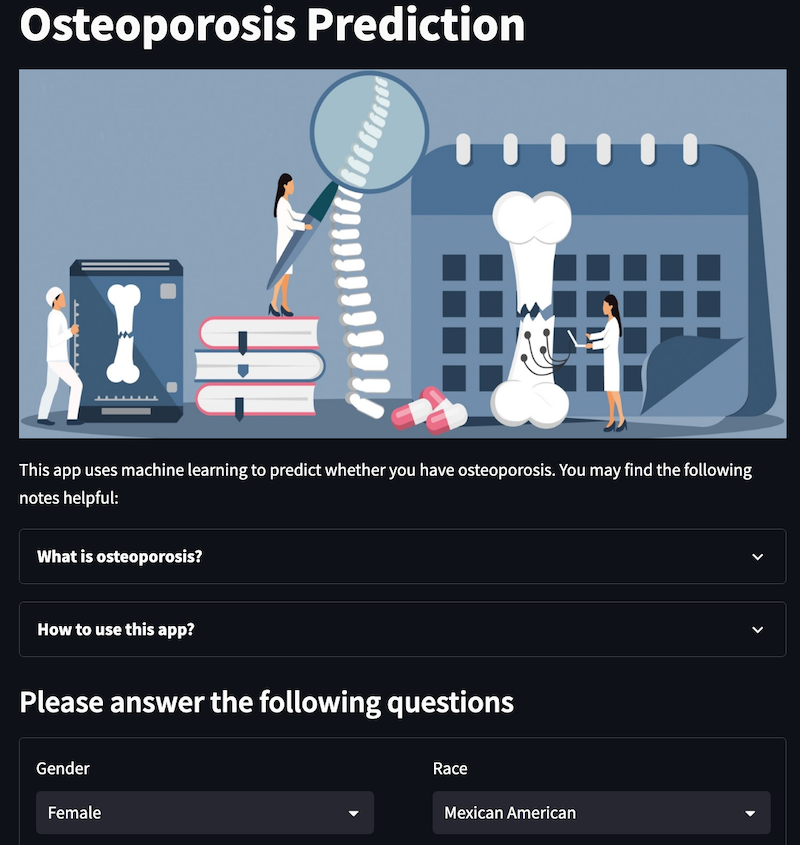 Osteoporosis Prediction
This app uses machine learning to predict whether you have osteoporosis. You may find the following
notes helpful:
What is osteoporosis?
How to use this app?
Please answer the following questions
Gender
Race
Female
Mexican American